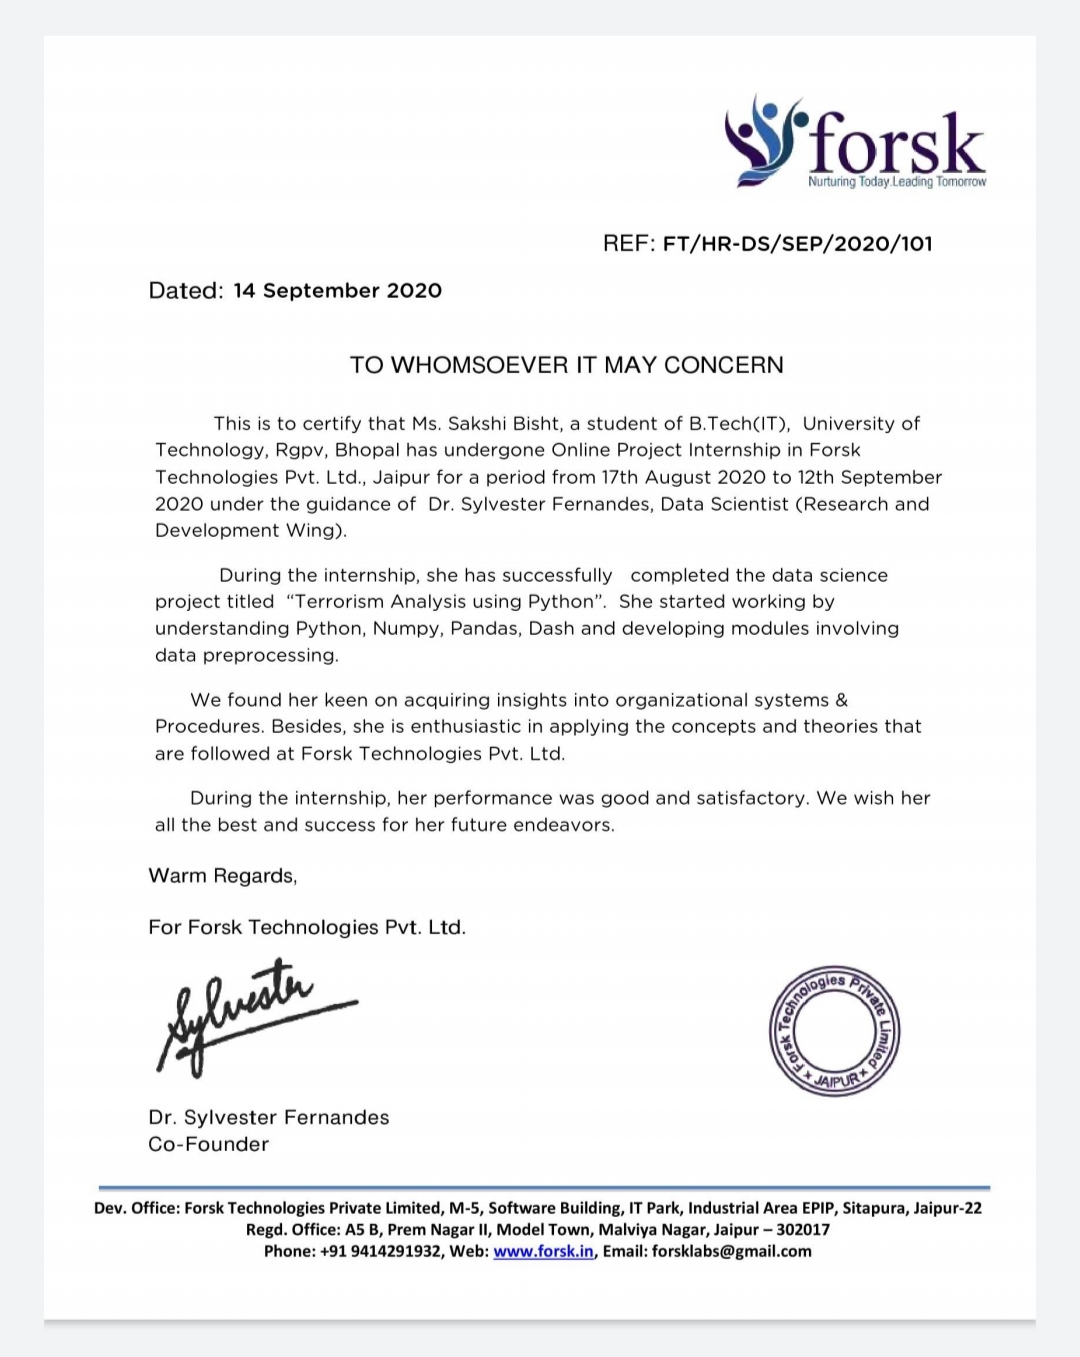 forsk
Nurturing Today.Leading Tomorrow
REF: FT/HR-DS/SEP/2020/101
Dated: 14 September 2020
TO WHOMSOEVER IT MAY CONCERN
This is to certify that Ms. Sakshi Bisht, a student of B.Tech(IT), University of
Technology, Rgpv, Bhopal has undergone Online Project Internship in Forsk
Technologies Pvt. Ltd., Jaipur for a period from 17th August 2020 to 12th September
2020 under the guidance of Dr. Sylvester Fernandes, Data Scientist (Research and
Development Wing).
During the internship, she has successfully completed the data science
project titled “Terrorism Analysis using Python”. She started working by
understanding Python, Numpy, Pandas, Dash and developing modules involving
data preprocessing.
We found her keen on acquiring insights into organizational systems &
Procedures. Besides, she is enthusiastic in applying the concepts and theories that
are followed at Forsk Technologies Pvt. Ltd.
During the internship, her performance was good and satisfactory. We wish her
all the best and success for her future endeavors.
Warm Regards,
For Forsk Technologies Pvt. Ltd.
Sylvester
Forsk Technologies Private Limited
★ JAIPUR ★
Dr. Sylvester Fernandes
Co-Founder
Dev. Office: Forsk Technologies Private Limited, M-5, Software Building, IT Park, Industrial Area EPIP, Sitapura, Jaipur-22
Regd. Office: A5 B, Prem Nagar II, Model Town, Malviya Nagar, Jaipur – 302017
Phone: +91 9414291932, Web: www.forsk.in, Email: forsklabs@gmail.com